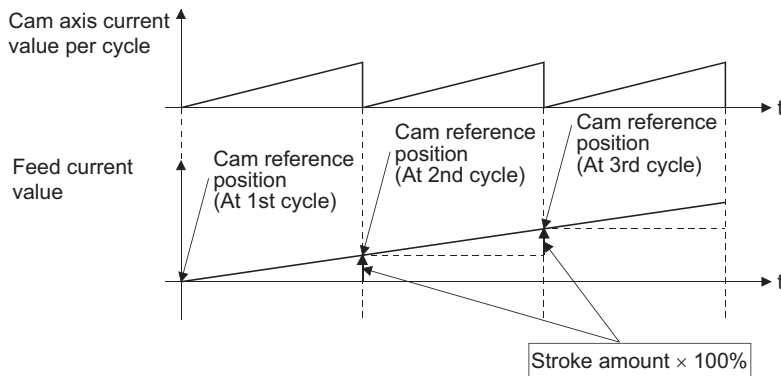 Cam axis current
value per cycle
t
Feed current
value
Cam reference
position
(At 1st cycle)
Cam reference
position
(At 2nd cycle)
Cam reference
position
(At 3rd cycle)
t
Stroke amount × 100%